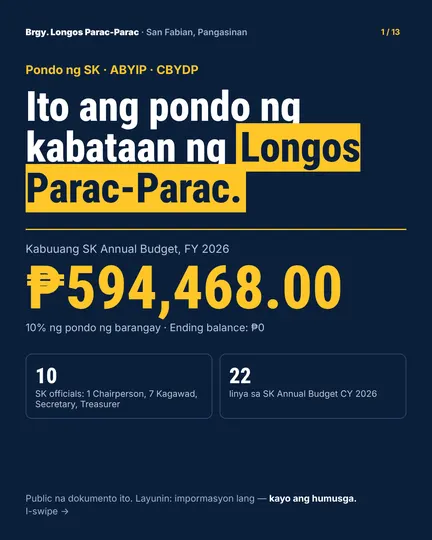 Brgy. Longos Parac-Parac · San Fabian, Pangasinan
1 / 13
Pondo ng SK · ABYIP · CBYDP
Ito ang pondo ng
kabataan ng Longos
Parac-Parac.
Kabuuang SK Annual Budget, FY 2026
₱594,468.00
10% ng pondo ng barangay · Ending balance: ₱0
10
SK officials: 1 Chairperson, 7 Kagawad,
Secretary, Treasurer
22
linya sa SK Annual Budget CY 2026
Public na dokumento ito. Layunin: impormasyon lang — kayo ang humusga.
I-swipe →